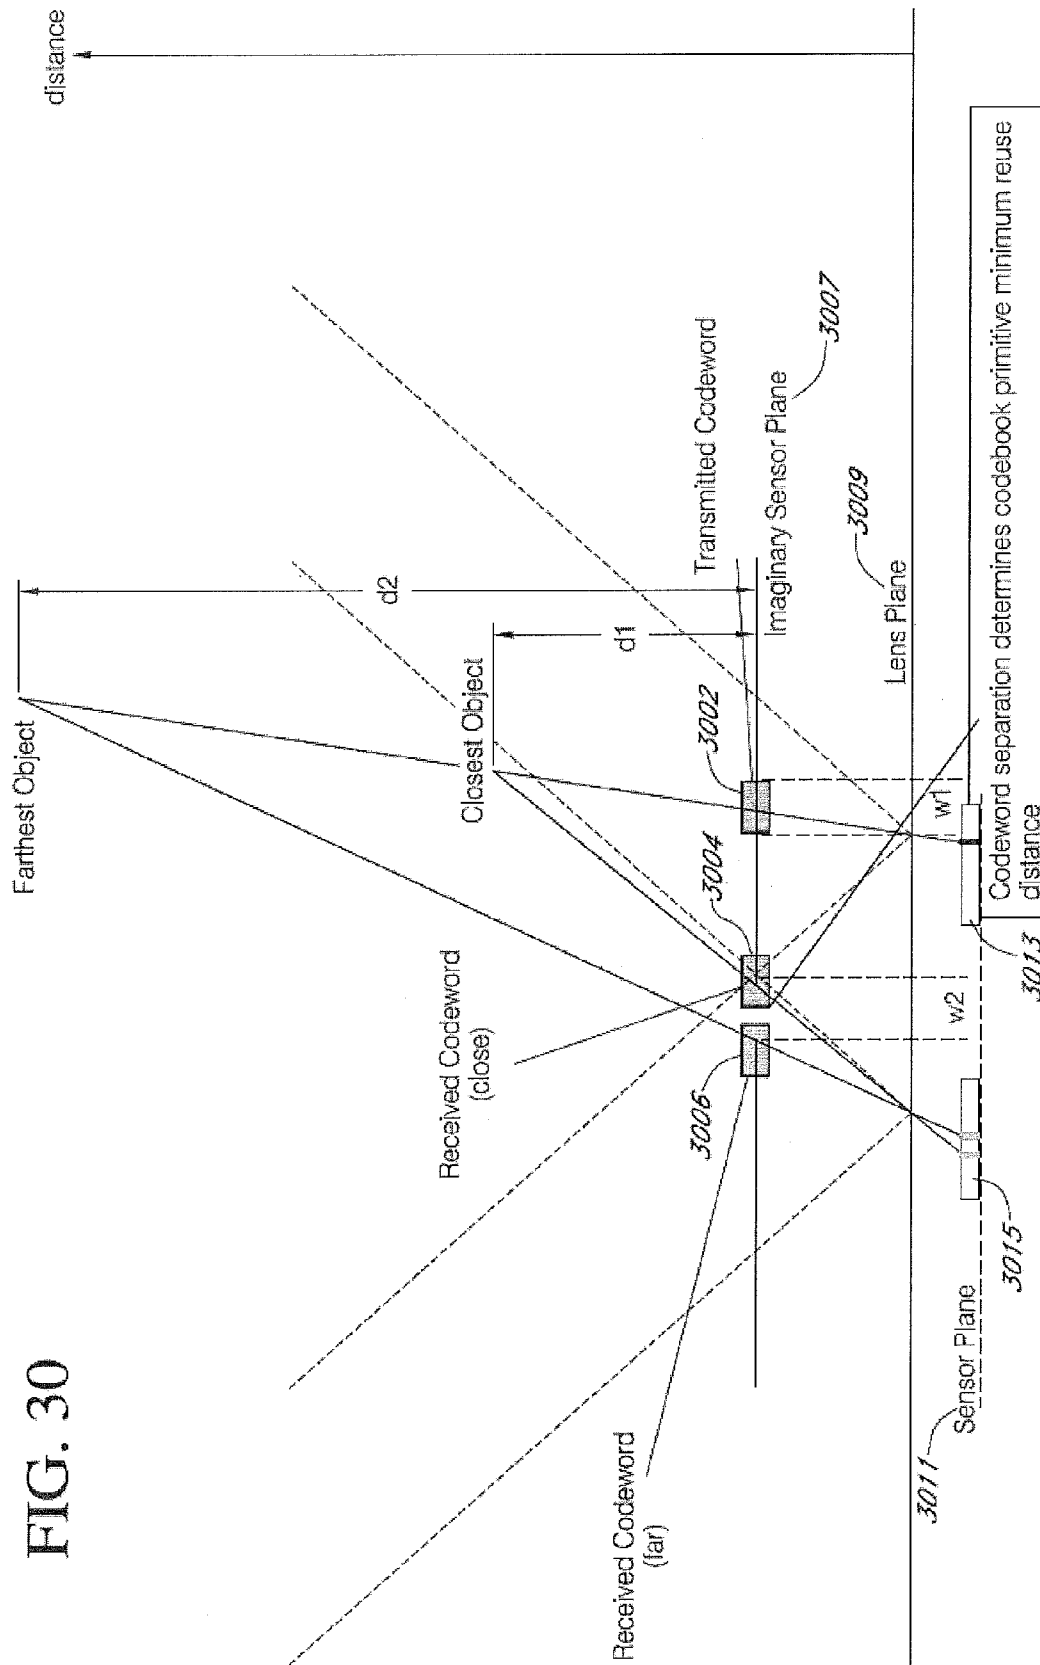 FIG. 30
distance
Farthest Object
d2
Closest Object
d1
Received Codeword
(close)
Transmitted Codeword
Imaginary Sensor Plane
3007
3002
3004
3006
Received Codeword
(far)
Lens Plane
3009
w1
w2
3011
Sensor Plane
3015
3013
Codeword separation determines codebook primitive minimum reuse
distance